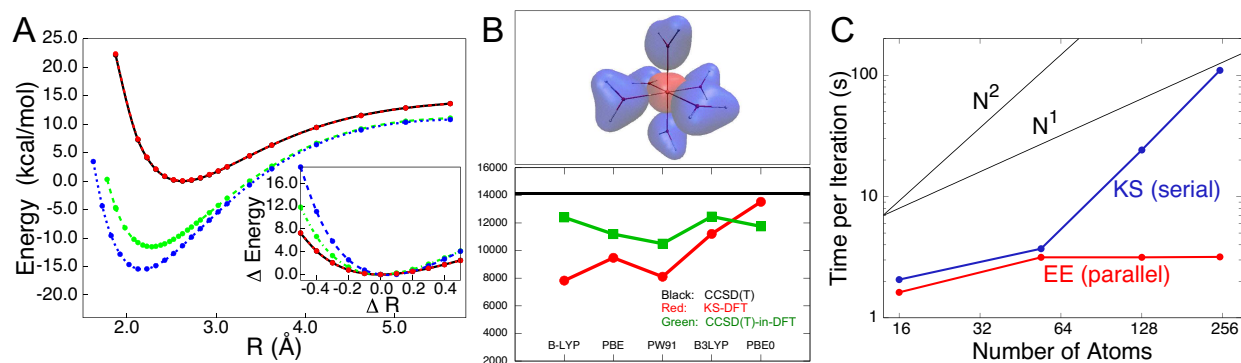 A
Energy (kcal/mol)
25.0
20.0
15.0
10.0
5.0
0.0
-5.0
-10.0
-15.0
-20.0
2.0 3.0 4.0 5.0
R (Å)
Δ Energy
16.0
12.0
8.0
4.0
0.0
-0.5 -0.2 0.0 0.2 0.4
Δ R
B
16000
14000
12000
10000
8000
6000
4000
2000
Black: CCSD(T)
Red: KS-DFT
Green: CCSD(T)-in-DFT
B-LYP PBE PW91 B3LYP PBE0
C
Time per Iteration (s)
100
10
1
N²
N¹
KS (serial)
EE (parallel)
16 32 64 128 256
Number of Atoms